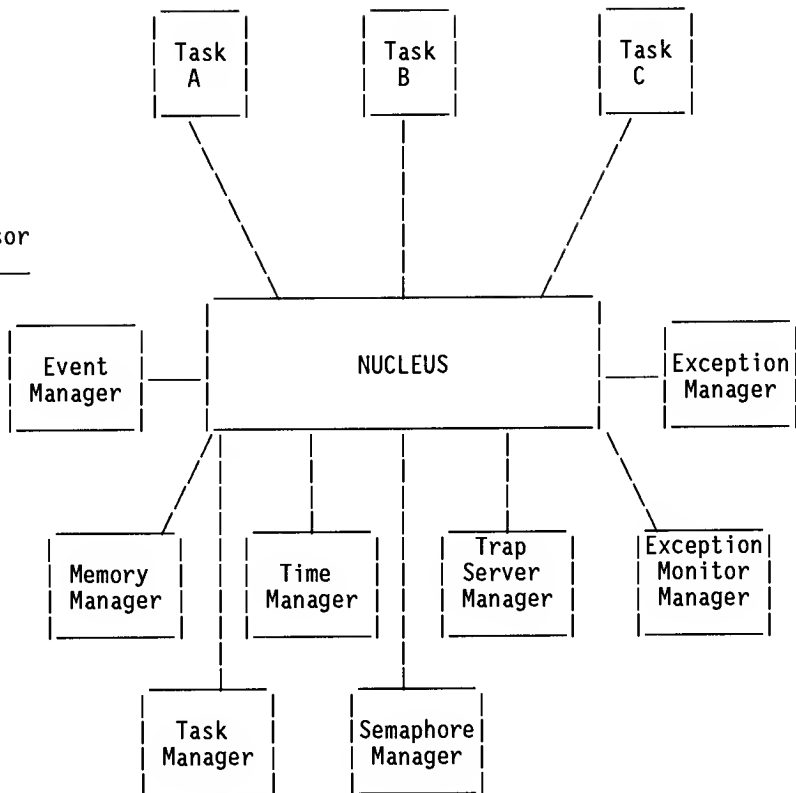 Task
A
Task
B
Task
C
sor
Event
Manager
NUCLEUS
Exception
Manager
Memory
Manager
Time
Manager
Trap
Server
Manager
Exception
Monitor
Manager
Task
Manager
Semaphore
Manager